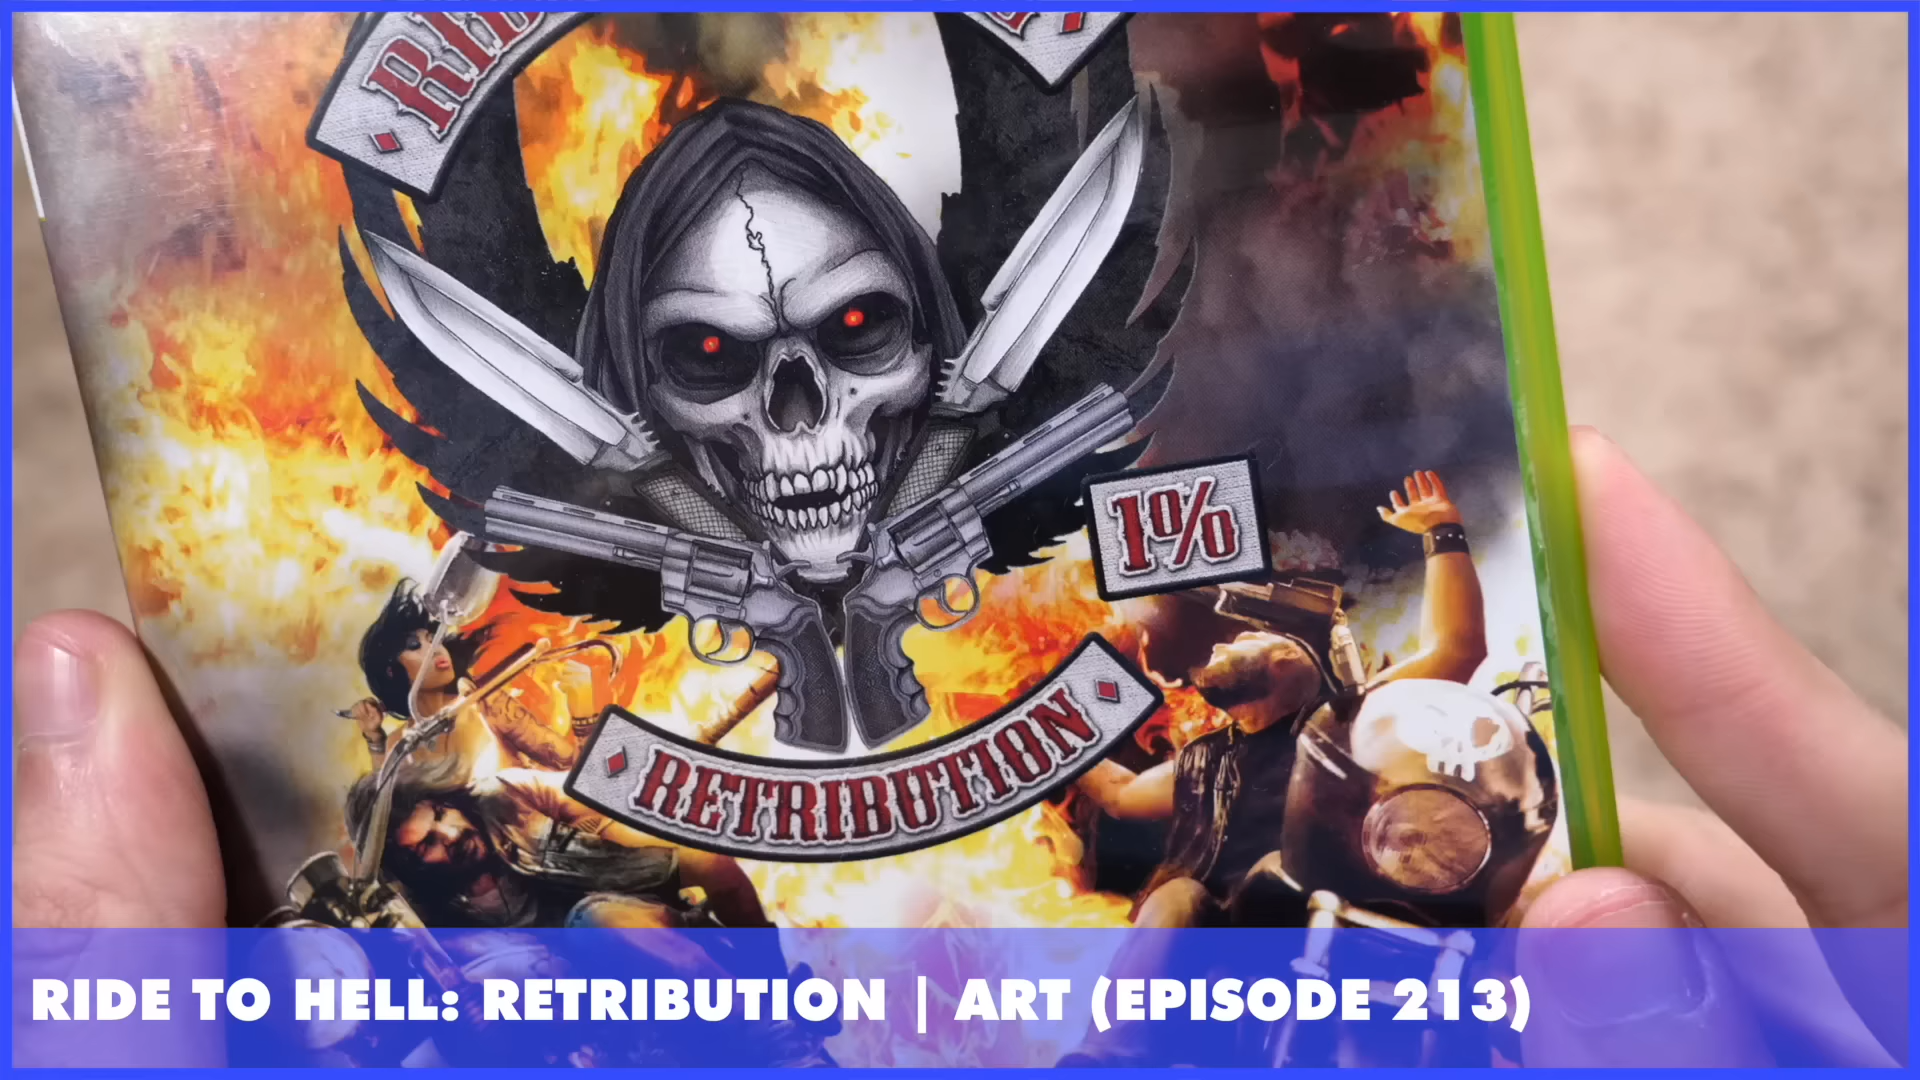 1%
RETRIBUTION
RIDE TO HELL: RETRIBUTION | ART (EPISODE 213)